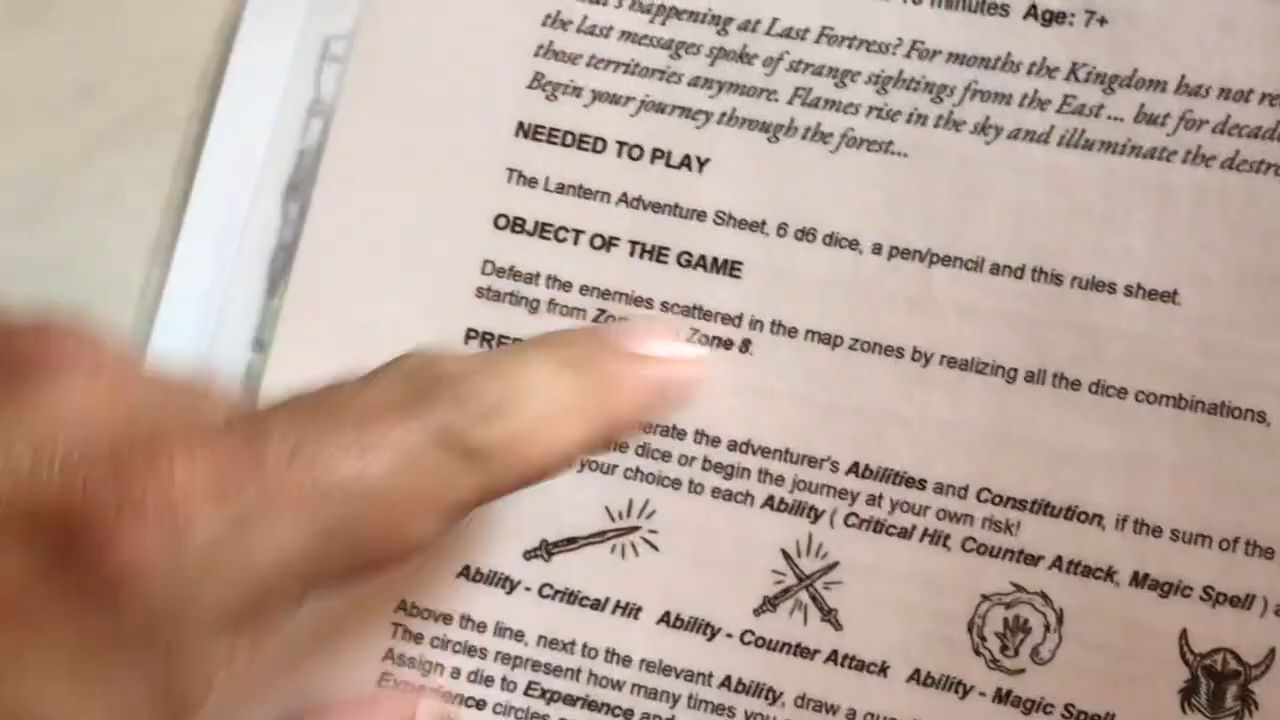 minutes Age: 7+
happening at Last Fortress? For months the Kingdom has not
the last messages spoke of strange sightings from the East ... but for
those territories anymore. Flames rise in the sky and illuminate the
Begin your journey through the forest...
NEEDED TO PLAY
The Lantern Adventure Sheet, 6 d6 dice, a pen/pencil and this rules sheet.
OBJECT OF THE GAME
Defeat the enemies scattered in the map zones by realizing all the dice combinations,
starting from Zone 8.
the adventurer's Abilities and Constitution, if the sum of the
dice or begin the journey at your own risk!
your choice to each Ability ( Critical Hit, Counter Attack, Magic Spell )
Ability - Critical Hit Ability - Counter Attack Ability - Magic Spell
Above the line, next to the relevant Ability, draw a
The circles represent how many times
Assign a die to Experience and
Experience circles